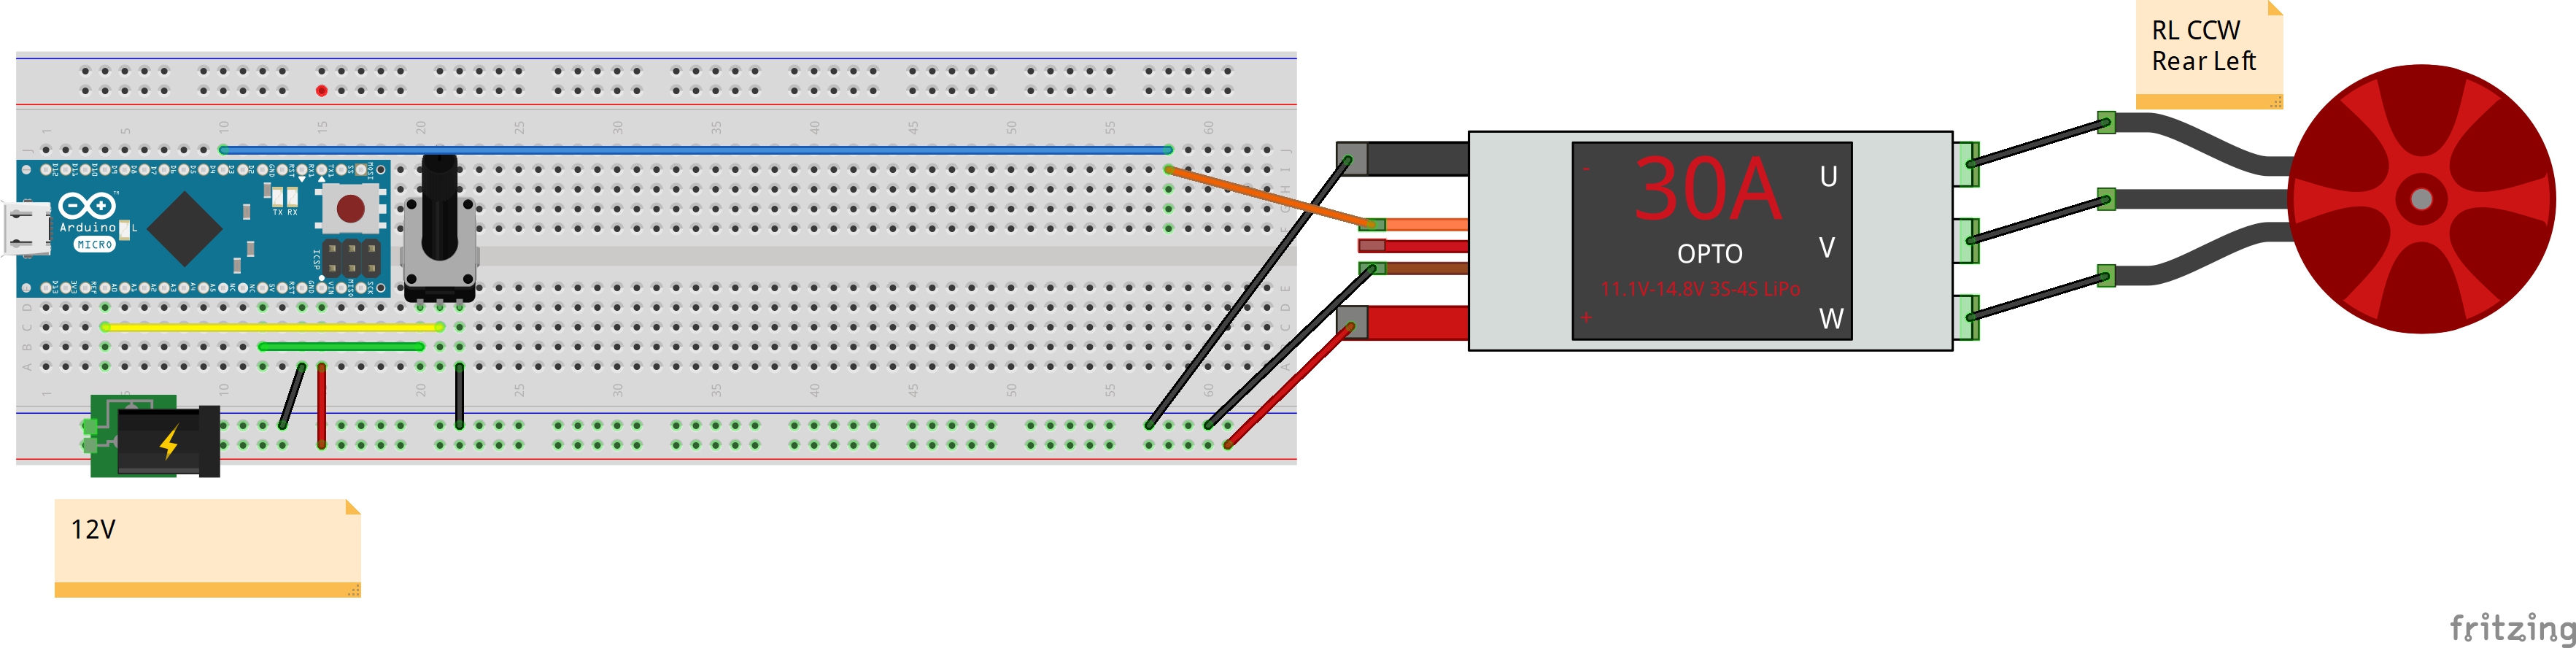 RL CCW
Rear Left
1 5 10 15 20 25 30 35 40 45 50 55 60
J
I
H
G
F
Arduino
MICRO
L
TX RX
ICSP
E
D
C
B
A
1 5 10 15 20 25 30 35 40 45 50 55 60
12V
-
30A
OPTO
11.1V-14.8V 3S-4S LiPo
+
U
V
W
fritzing